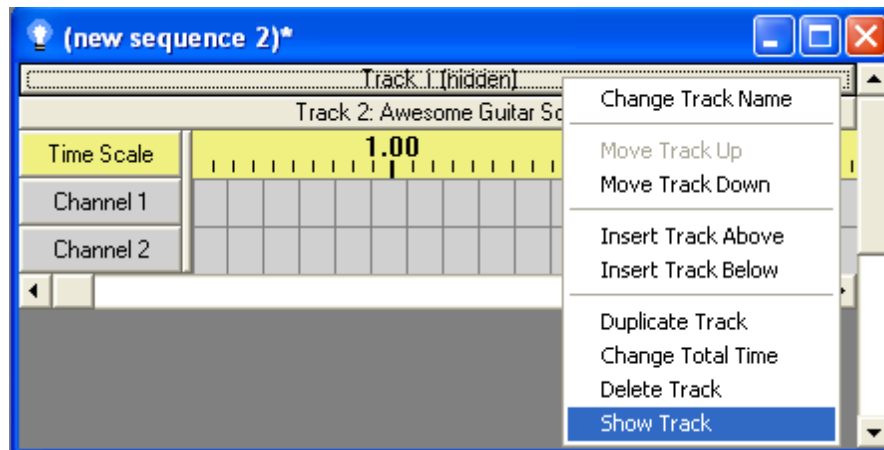 (new sequence 2)*
Track 1 (hidden)
Track 2: Awesome Guitar
Time Scale
1.00
Channel 1
Channel 2
Change Track Name
Move Track Up
Move Track Down
Insert Track Above
Insert Track Below
Duplicate Track
Change Total Time
Delete Track
Show Track